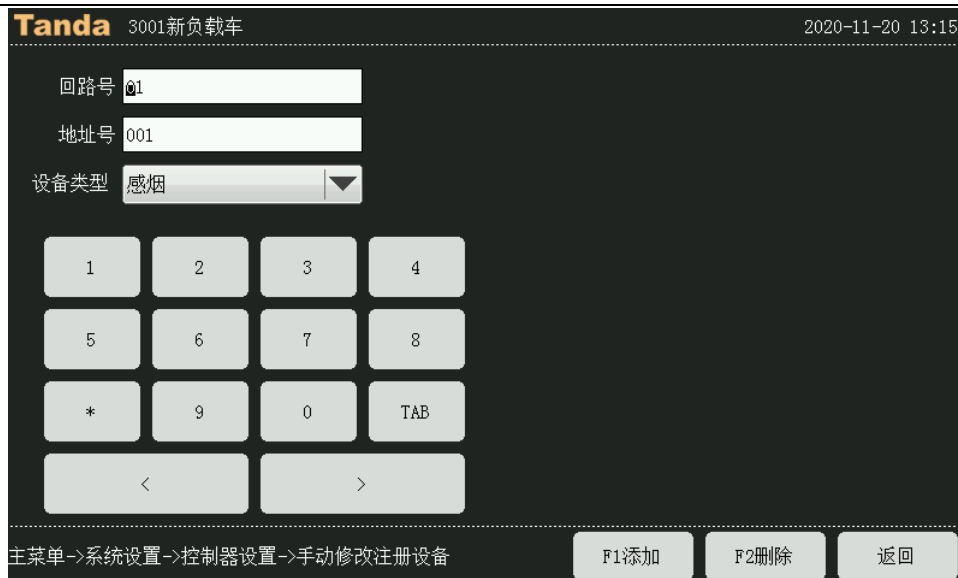 Tanda 3001新负载车 2020-11-20 13:15
回路号 01
地址号 001
设备类型 感烟
1 2 3 4
5 6 7 8
* 9 0 TAB
< >
主菜单->系统设置->控制器设置->手动修改注册设备 F1添加 F2删除 返回